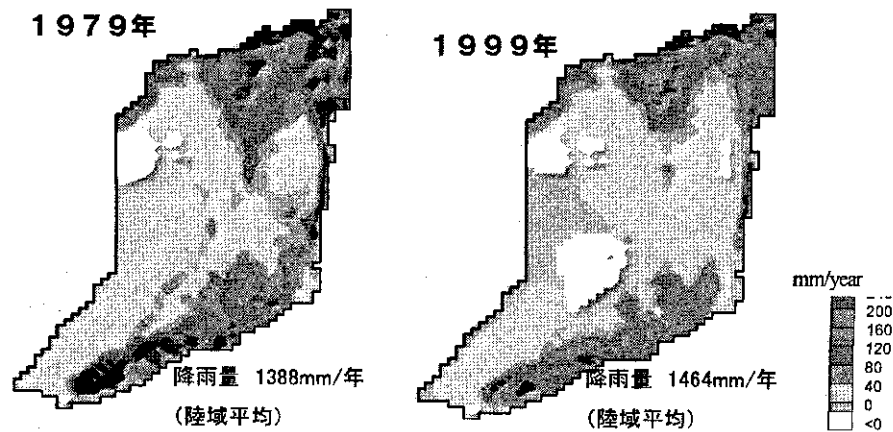 １９７９年
１９９９年
降雨量 1388mm/年
(陸域平均)
降雨量 1464mm/年
(陸域平均)
mm/year
200
160
120
80
40
0
<0